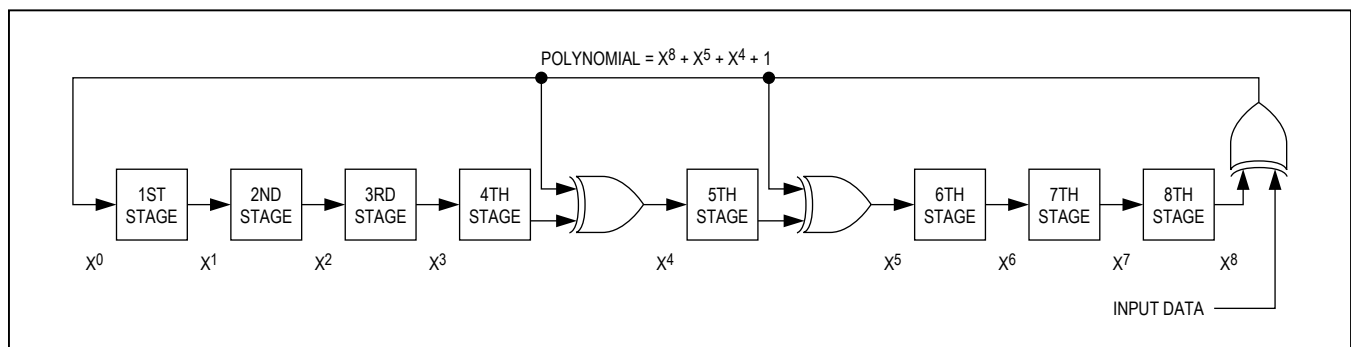 POLYNOMIAL = X⁸ + X⁵ + X⁴ + 1
1ST
STAGE
2ND
STAGE
3RD
STAGE
4TH
STAGE
5TH
STAGE
6TH
STAGE
7TH
STAGE
8TH
STAGE
X⁰
X¹
X²
X³
X⁴
X⁵
X⁶
X⁷
X⁸
INPUT DATA